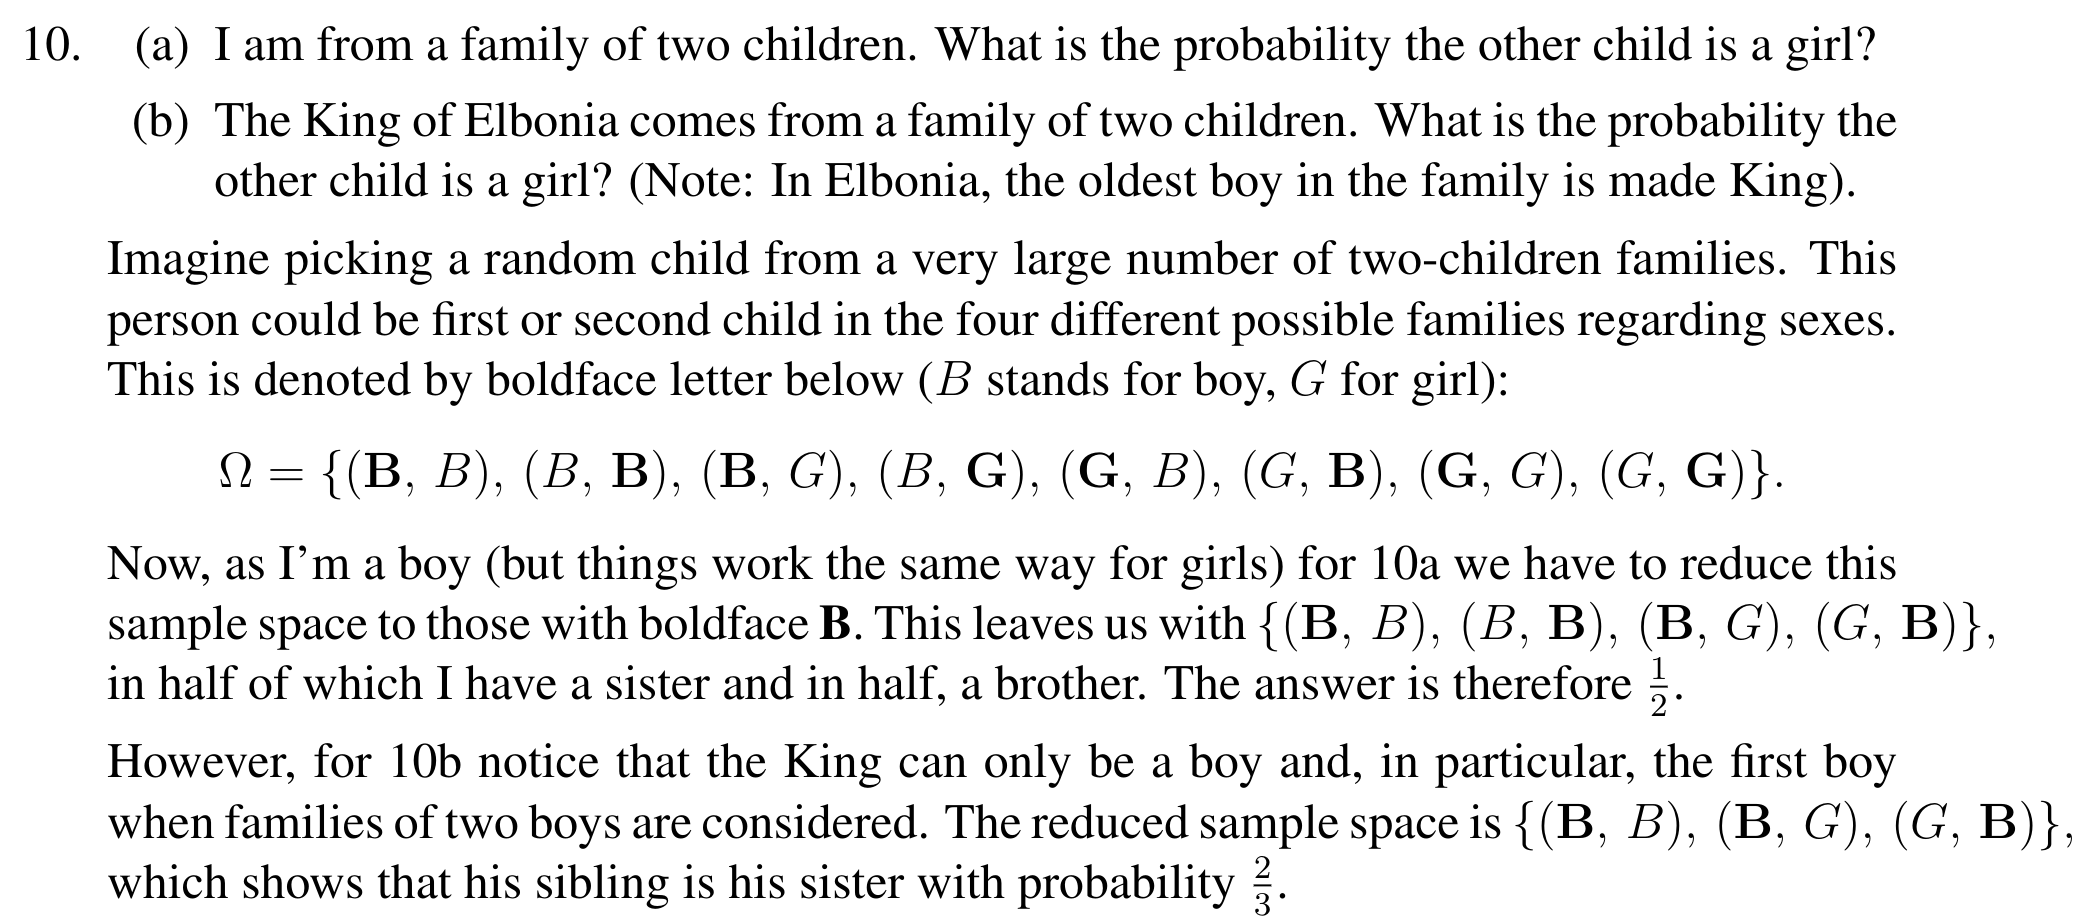 10. (a) I am from a family of two children. What is the probability the other child is a girl?
(b) The King of Elbonia comes from a family of two children. What is the probability the
other child is a girl? (Note: In Elbonia, the oldest boy in the family is made King).
Imagine picking a random child from a very large number of two-children families. This
person could be first or second child in the four different possible families regarding sexes.
This is denoted by boldface letter below (B stands for boy, G for girl):
Ω = {(B, B), (B, B), (B, G), (B, G), (G, B), (G, B), (G, G), (G, G)}.
Now, as I’m a boy (but things work the same way for girls) for 10a we have to reduce this
sample space to those with boldface B. This leaves us with {(B, B), (B, B), (B, G), (G, B)},
in half of which I have a sister and in half, a brother. The answer is therefore 1/2.
However, for 10b notice that the King can only be a boy and, in particular, the first boy
when families of two boys are considered. The reduced sample space is {(B, B), (B, G), (G, B)},
which shows that his sibling is his sister with probability 2/3.